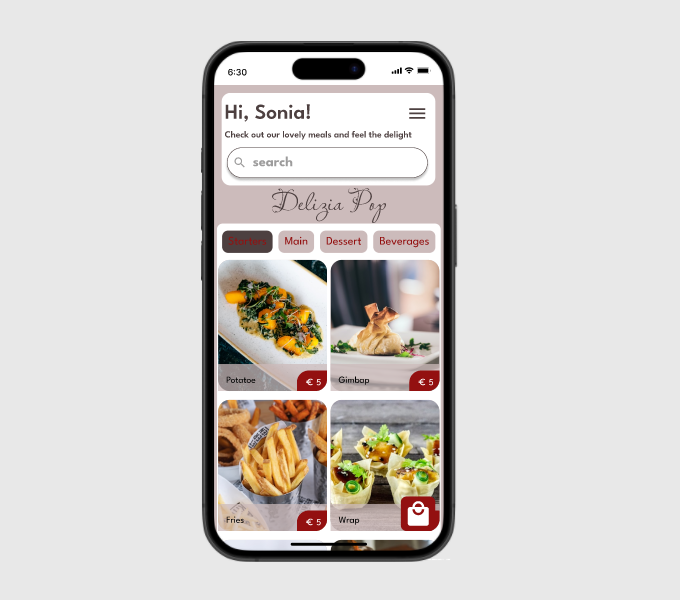 6:30
Hi, Sonia!
Check out our lovely meals and feel the delight
search
Delizia Pop
Starters Main Dessert Beverages
Potatoe € 5 Gimbap € 5
Fries € 5 Wrap